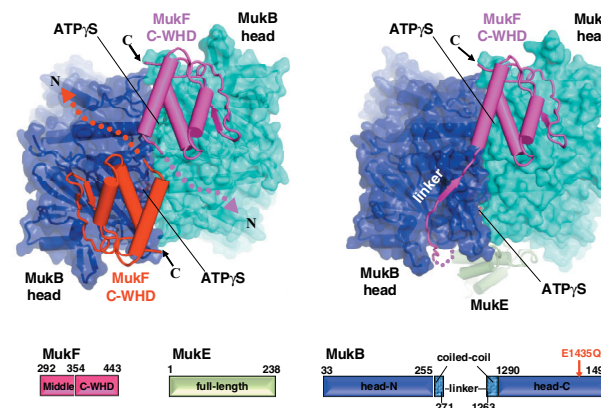 MukF
C-WHD
MukB
head
ATPγS
C
N
N
C
ATPγS
MukB
head
MukF
C-WHD
MukF
C-WHD
ATPγS
C
head
linker
MukB
head
MukE
ATPγS
MukF
292 354 443
Middle C-WHD
MukE
1 238
full-length
MukB
coiled-coil
E1435Q
33 255 1290
head-N -linker- head-C
271 1263